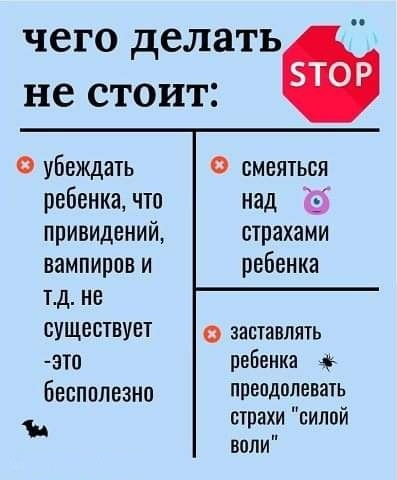 чего делать
не стоит:
STOP
убеждать
ребенка, что
привидений,
вампиров и
т.д. не
существует
-это
бесполезно
смеяться
над
страхами
ребенка
заставлять
ребенка
преодолевать
страхи "силой
воли"